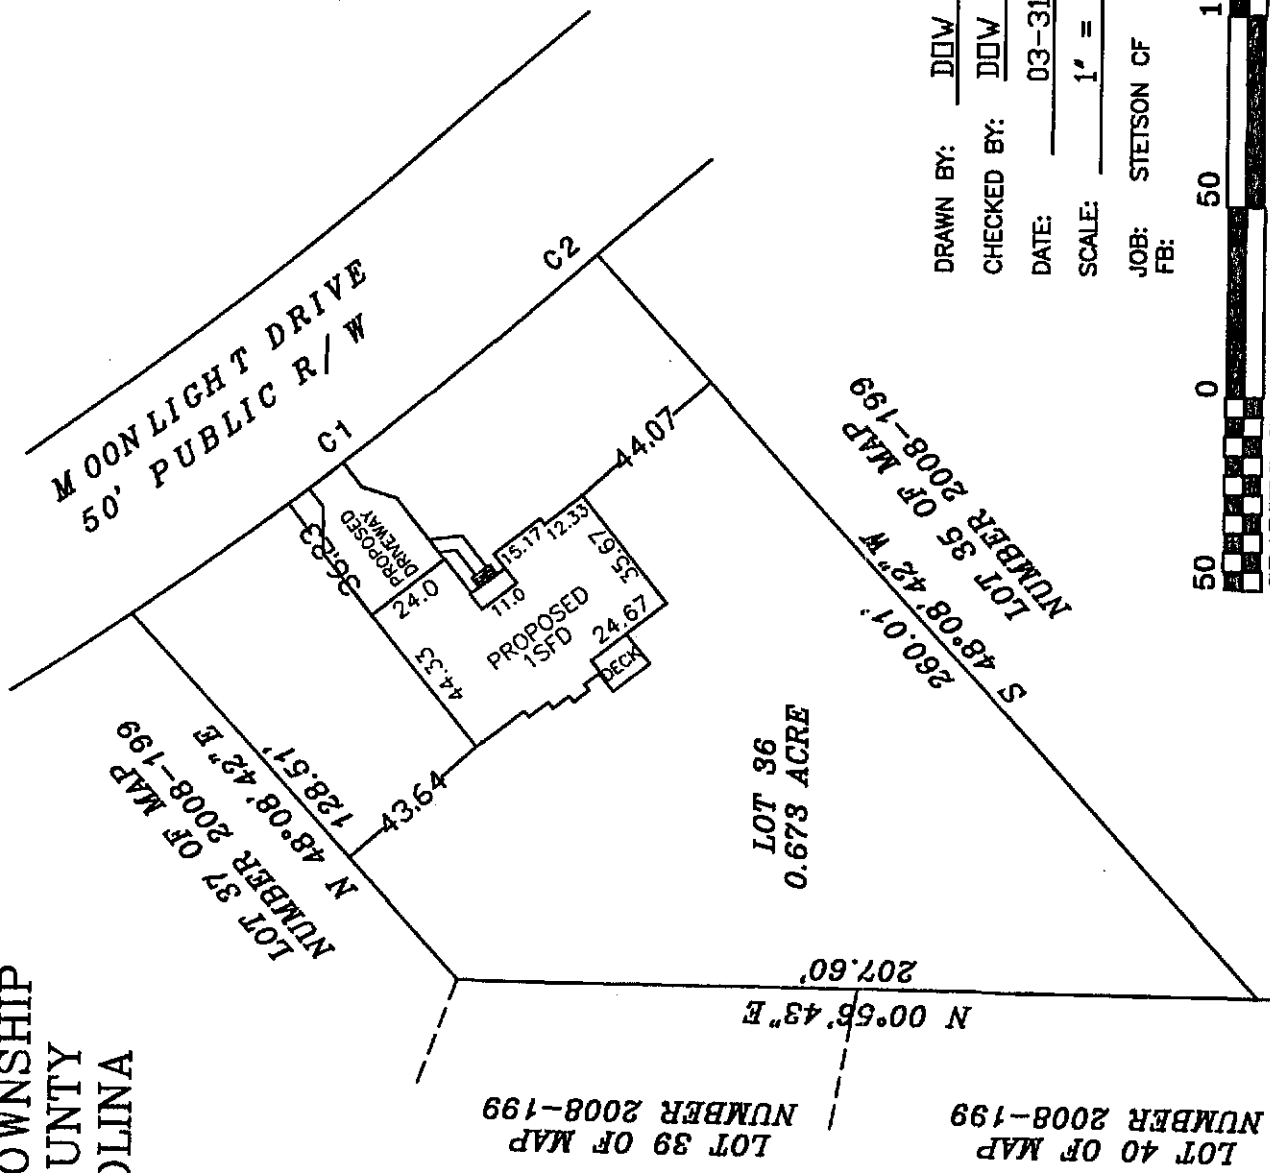 OWNSHIP
UNTY
OLINA
MOONLIGHT DRIVE
50' PUBLIC R/W
C1
C2
LOT 37 OF MAP
NUMBER 2008-199
N 48°08'42" E
128.51'
43.64
44.33
36.23
PROPOSED
DRIVEWAY
24.0
11.0
15.17
12.33
44.07
35.67
24.67
PROPOSED
1SFD
DECK
LOT 36
0.673 ACRE
260.01'
S 48°08'42" W
LOT 35 OF MAP
NUMBER 2008-199
207.60'
N 00°56'43"E
LOT 39 OF MAP
NUMBER 2008-199
LOT 40 OF MAP
NUMBER 2008-199
DRAWN BY: DOW
CHECKED BY: DOW
DATE: 03-31
SCALE: 1" =
JOB: STETSON CF
FB:
50 0 50 1